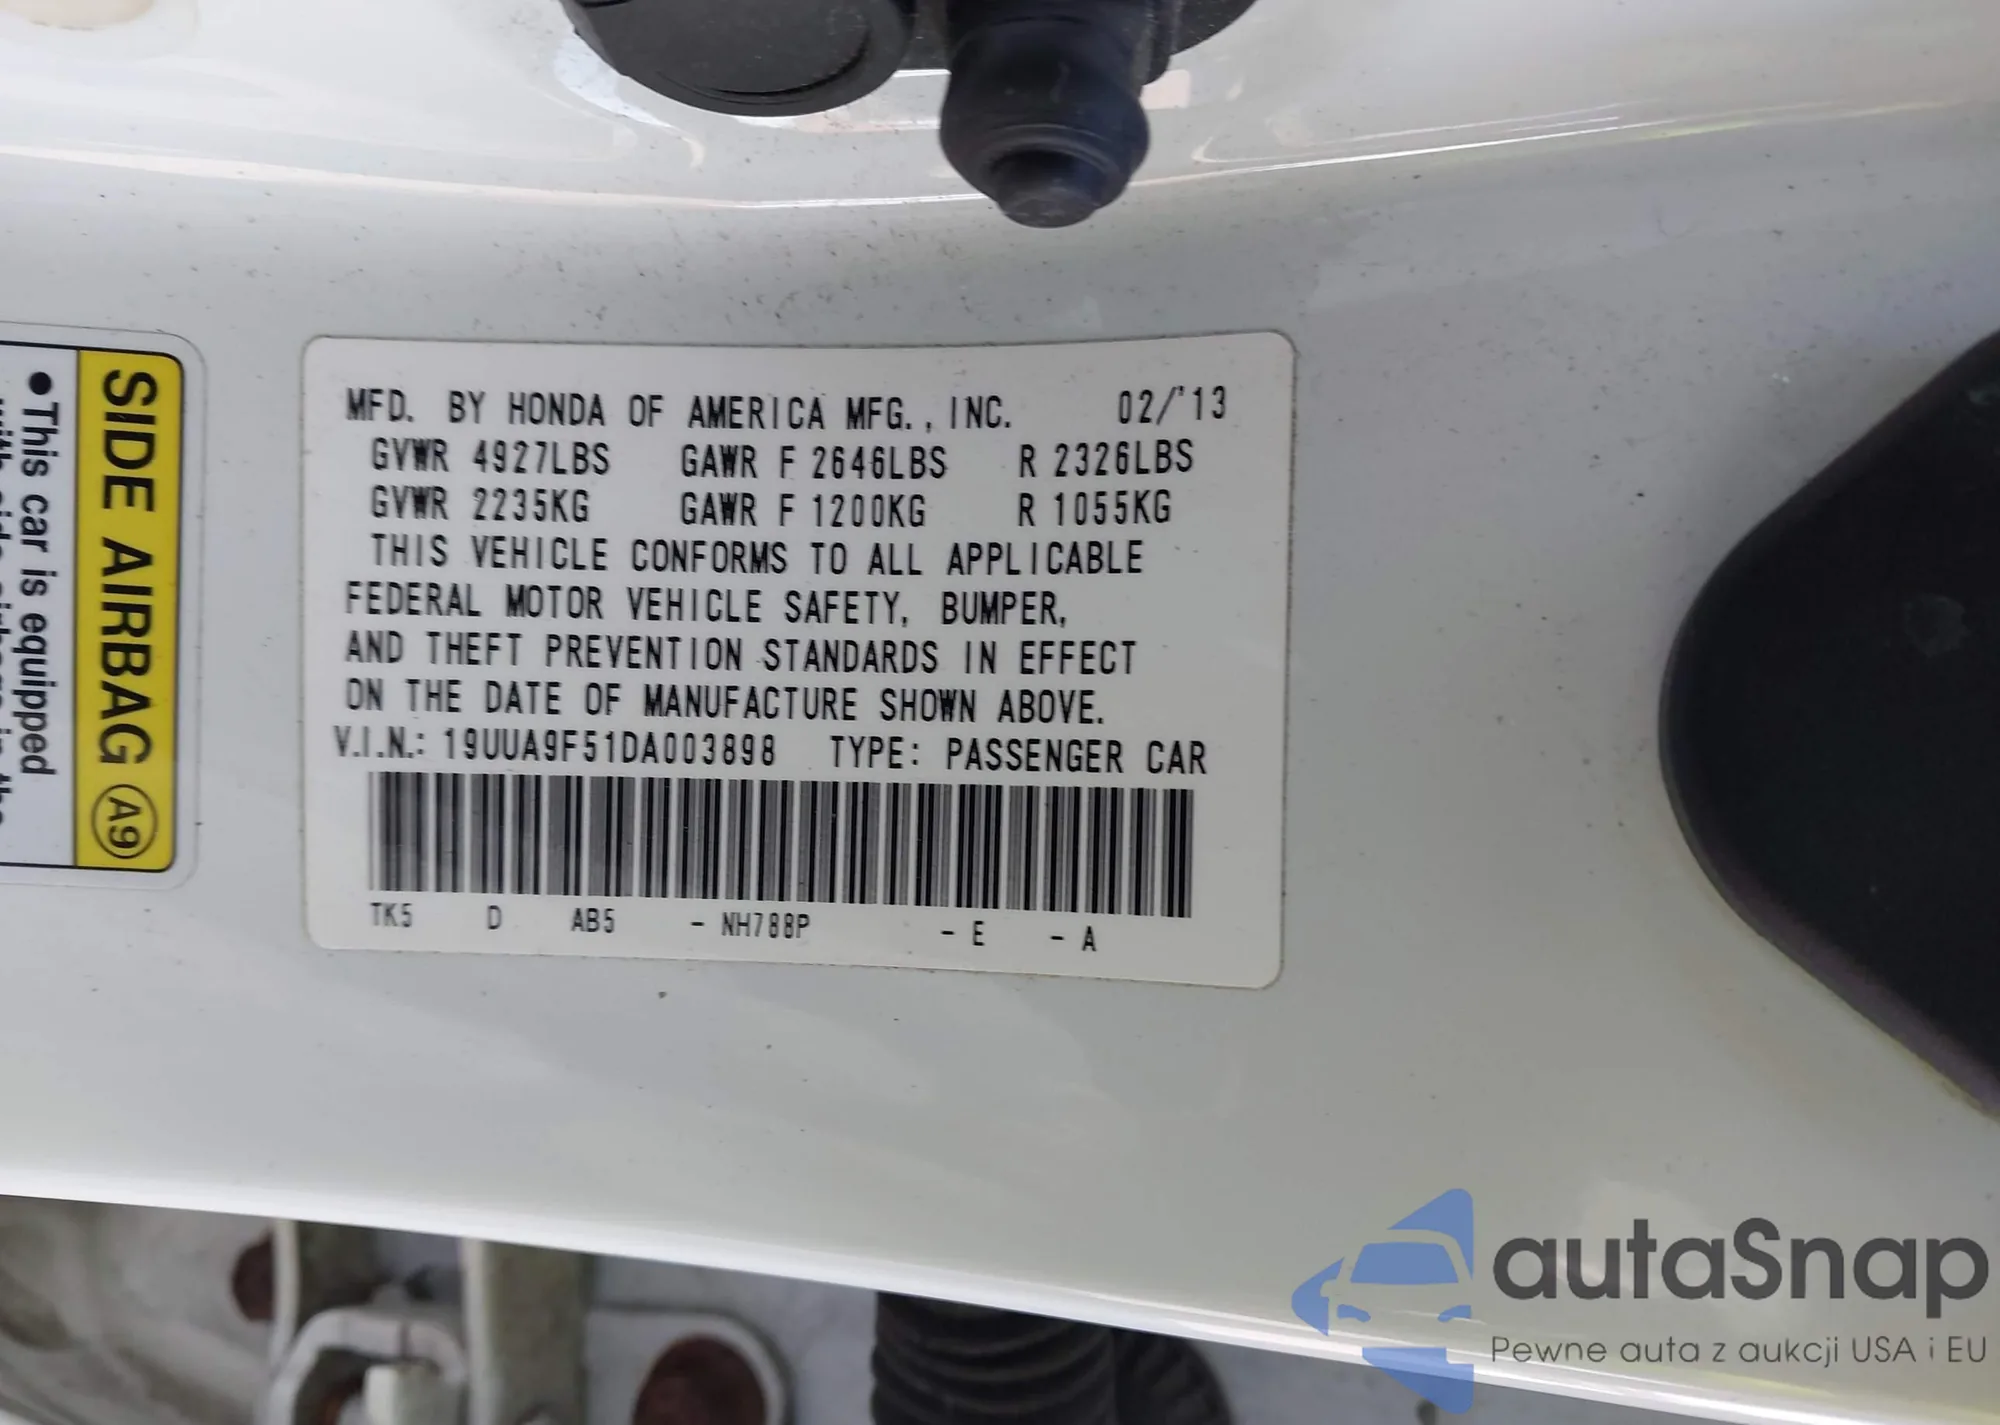 MFD. BY HONDA OF AMERICA MFG., INC. 02/'13
GVWR 4927LBS GAWR F 2646LBS R 2326LBS
GVWR 2235KG GAWR F 1200KG R 1055KG
THIS VEHICLE CONFORMS TO ALL APPLICABLE
FEDERAL MOTOR VEHICLE SAFETY, BUMPER,
AND THEFT PREVENTION STANDARDS IN EFFECT
ON THE DATE OF MANUFACTURE SHOWN ABOVE.
V.I.N.: 19UUA9F51DA003898 TYPE: PASSENGER CAR
TK5 D AB5 - NH788P - E - A
SIDE AIRBAG A9
•This car is equipped
autaSnap
Pewne auta z aukcji USA i EU